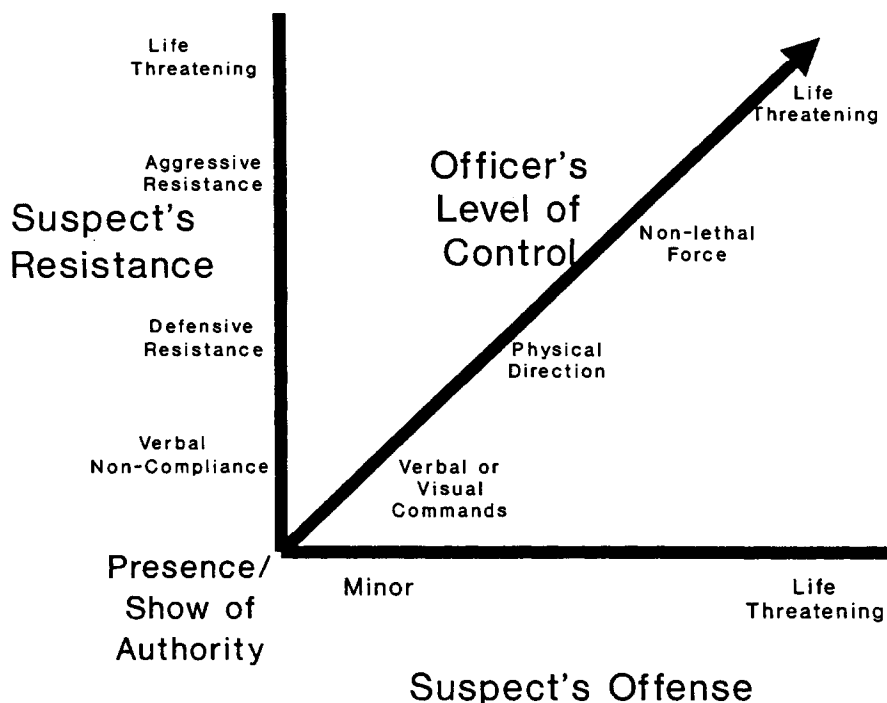 Life
Threatening
Aggressive
Resistance
Suspect's
Resistance
Defensive
Resistance
Verbal
Non-Compliance
Presence/
Show of
Authority
Officer's
Level of
Control
Life
Threatening
Non-lethal
Force
Physical
Direction
Verbal or
Visual
Commands
Minor
Life
Threatening
Suspect's Offense